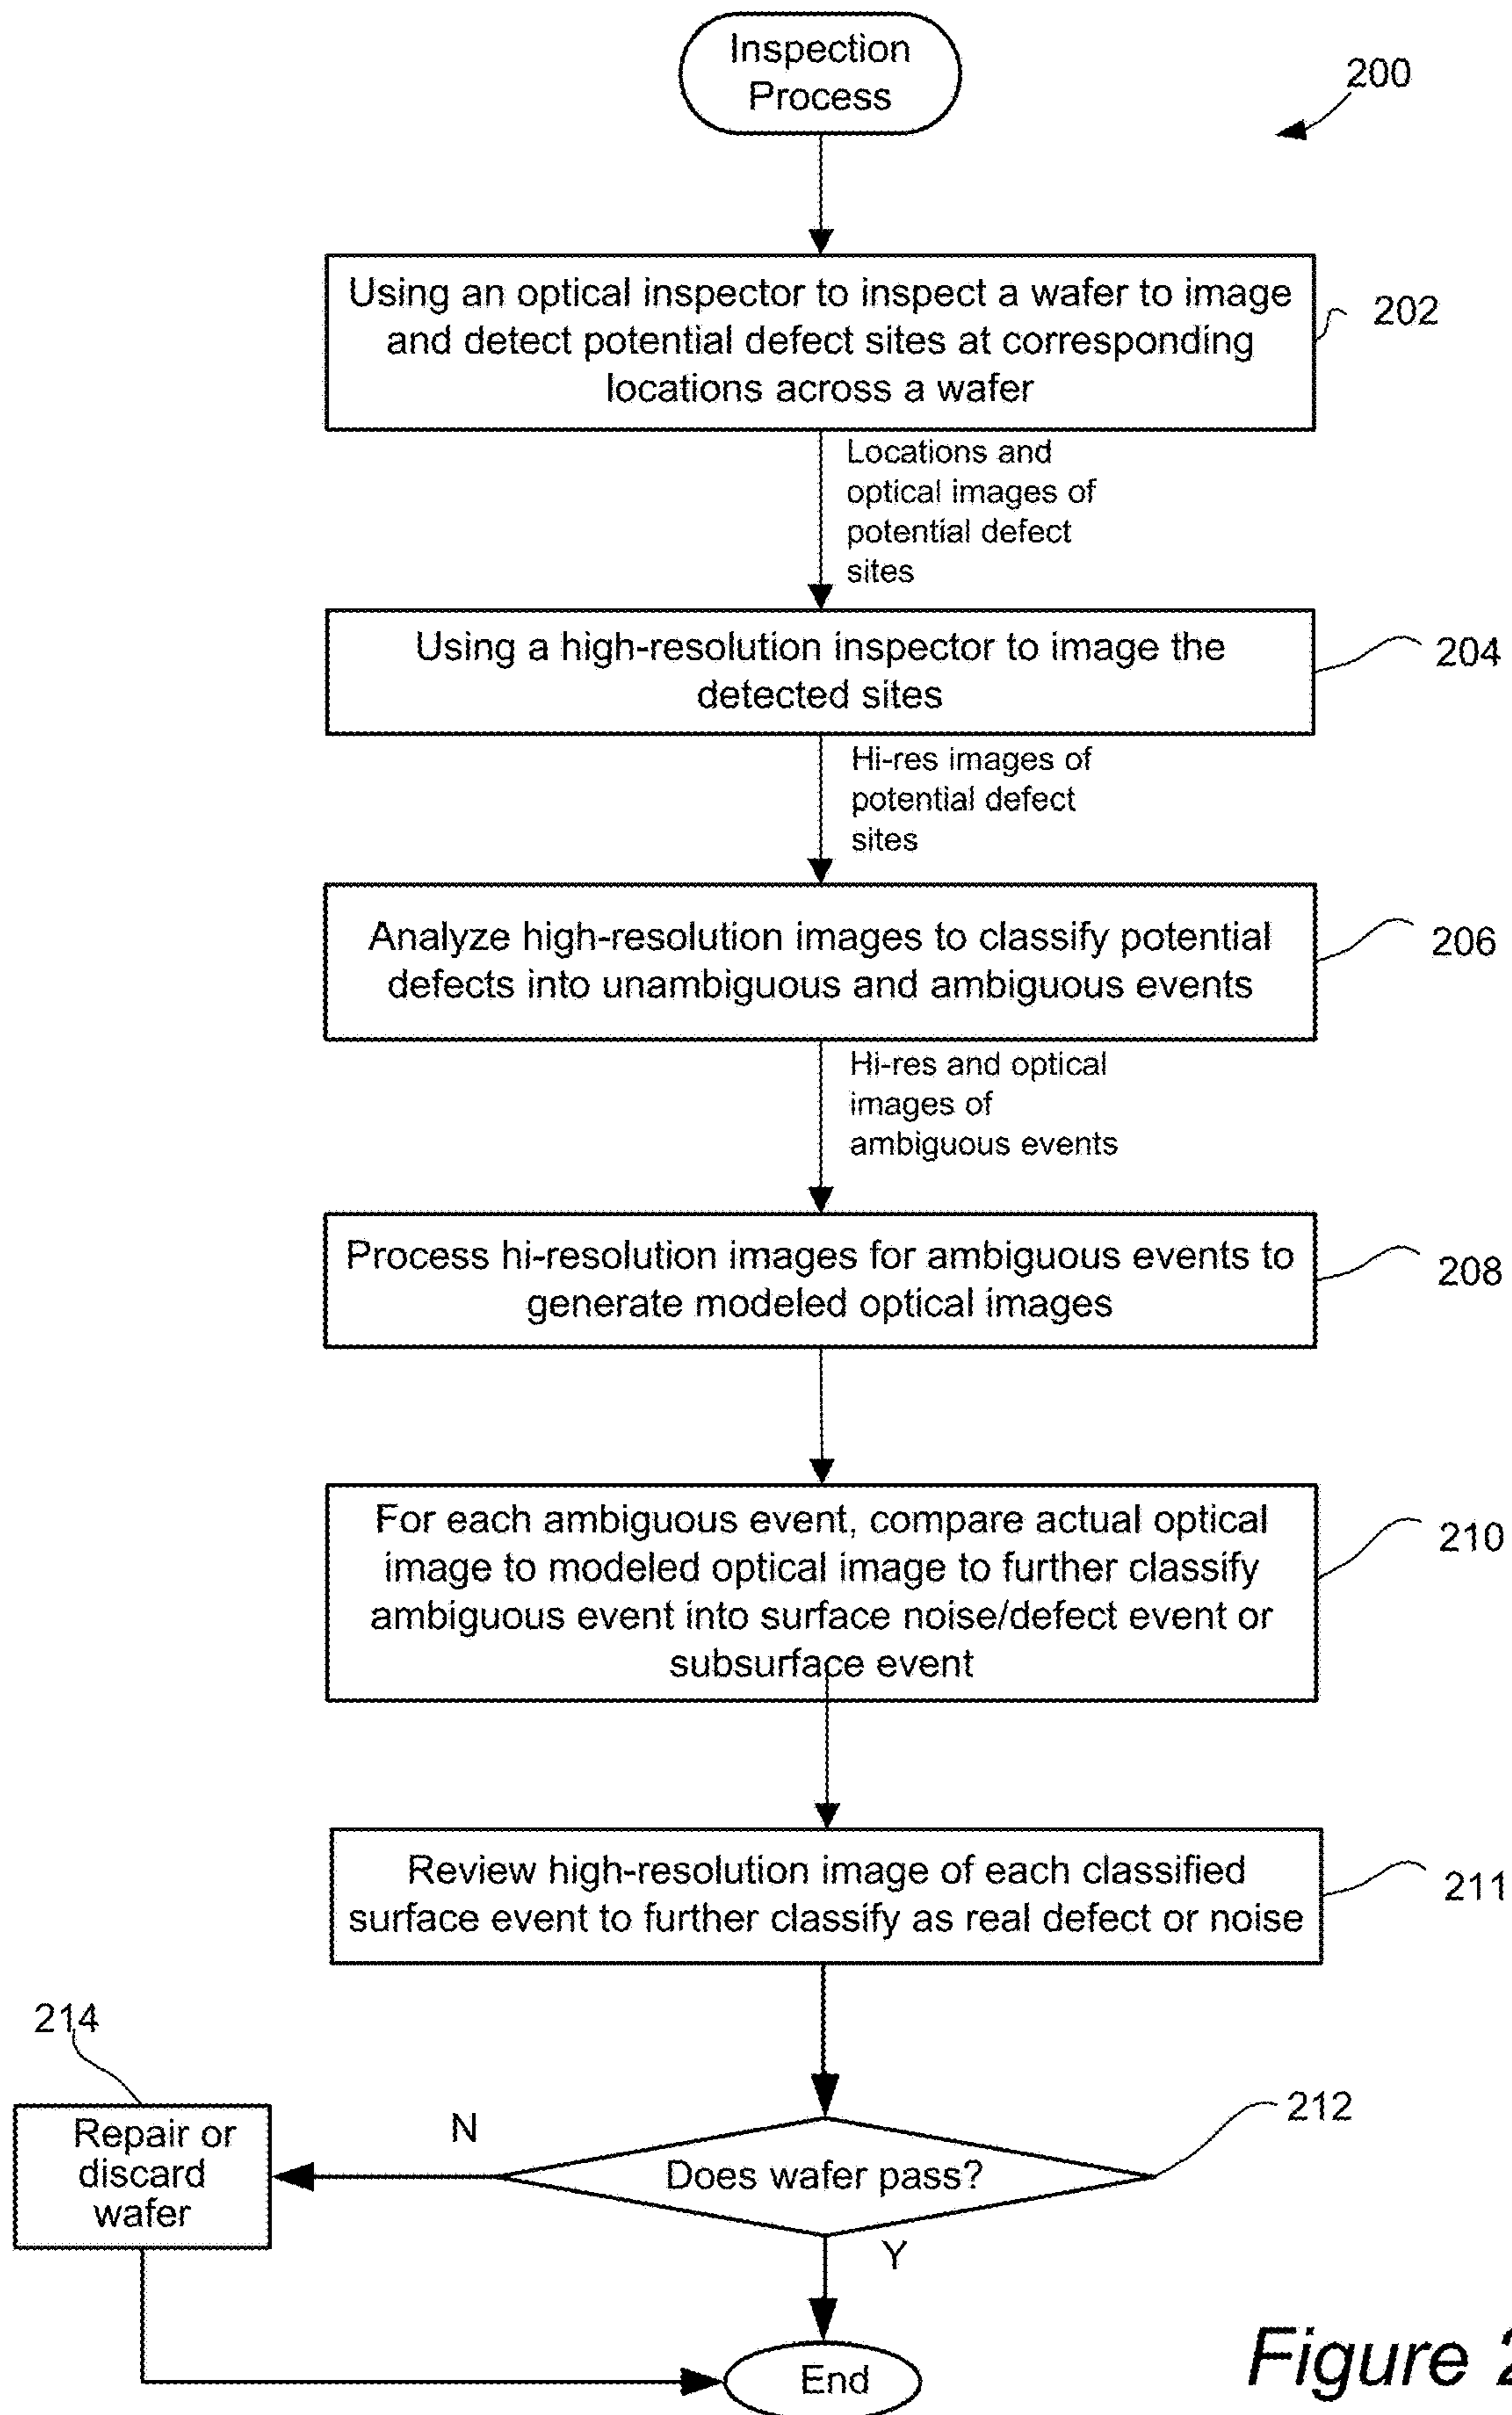 Inspection
Process
200
Using an optical inspector to inspect a wafer to image
and detect potential defect sites at corresponding
locations across a wafer
202
Locations and
optical images of
potential defect
sites
Using a high-resolution inspector to image the
detected sites
204
Hi-res images of
potential defect
sites
Analyze high-resolution images to classify potential
defects into unambiguous and ambiguous events
206
Hi-res and optical
images of
ambiguous events
Process hi-resolution images for ambiguous events to
generate modeled optical images
208
For each ambiguous event, compare actual optical
image to modeled optical image to further classify
ambiguous event into surface noise/defect event or
subsurface event
210
Review high-resolution image of each classified
surface event to further classify as real defect or noise
211
214
Repair or
discard
wafer
N
Does wafer pass?
212
Y
End
Figure 2